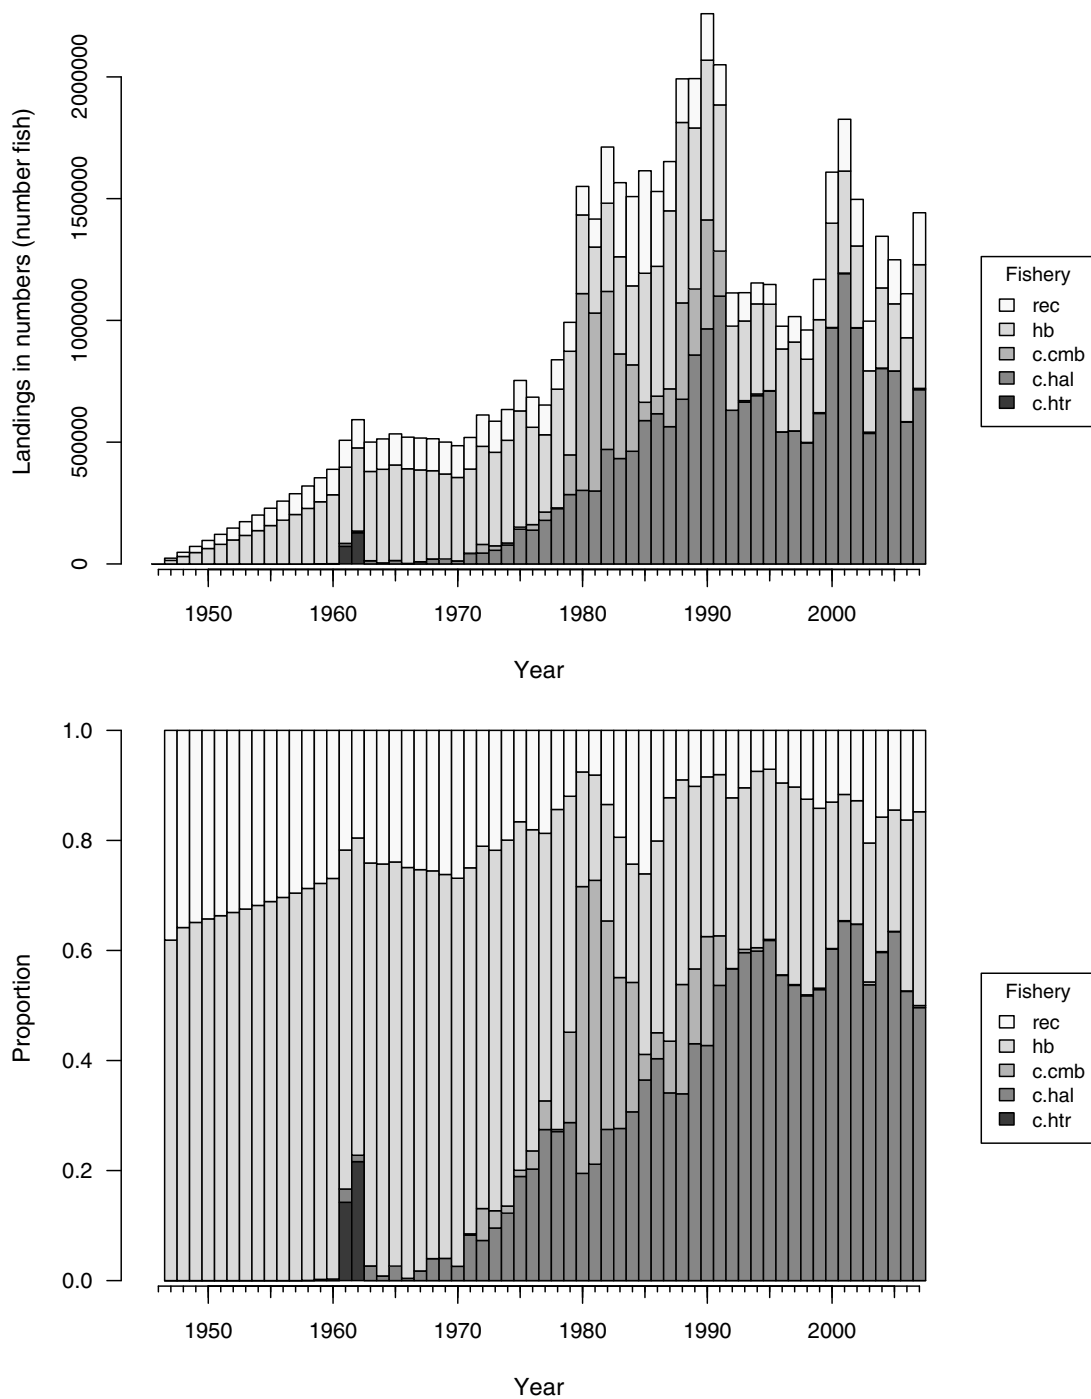 Landings in numbers (number fish)
2000000
1500000
1000000
500000
0
1950 1960 1970 1980 1990 2000
Year
Fishery
rec
hb
c.cmb
c.hal
c.htr
Proportion
1.0
0.8
0.6
0.4
0.2
0.0
1950 1960 1970 1980 1990 2000
Year
Fishery
rec
hb
c.cmb
c.hal
c.htr